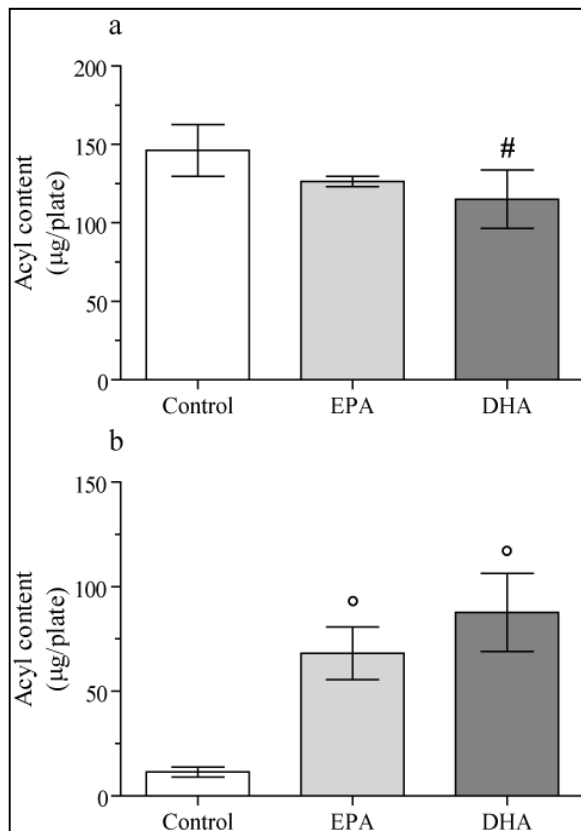 a
200
150
100
50
0
Acyl content
(µg/plate)
#
Control EPA DHA
b
150
100
50
0
Acyl content
(µg/plate)
° °
Control EPA DHA